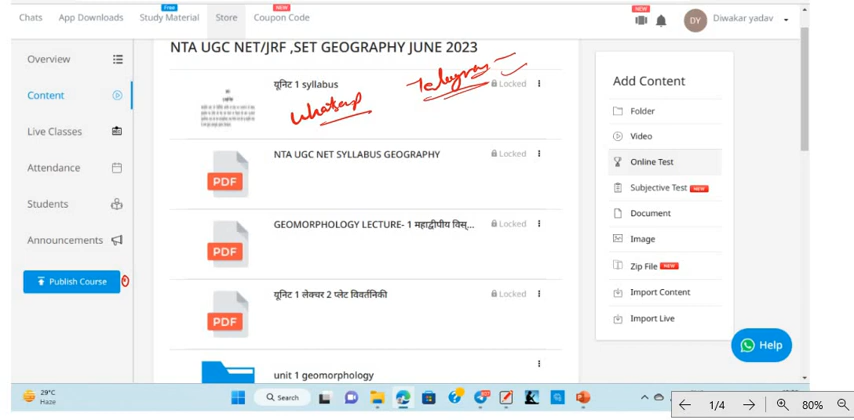 Chats
App Downloads
Free
Study Material
Store
NEW
Coupon Code
NEW
DY
Diwakar yadav
NTA UGC NET/JRF ,SET GEOGRAPHY JUNE 2023
Overview
Content
Live Classes
Attendance
Students
Announcements
Publish Course
यूनिट 1 syllabus
Telegram
Locked
Whatsap
PDF
NTA UGC NET SYLLABUS GEOGRAPHY
Locked
PDF
GEOMORPHOLOGY LECTURE- 1 महाद्वीपीय विस्...
Locked
PDF
यूनिट 1 लेक्चर 2 प्लेट विवर्तनिकी
Locked
unit 1 geomorphology
Add Content
Folder
Video
Online Test
Subjective Test NEW
Document
Image
Zip File NEW
Import Content
Import Live
Help
29°C
Haze
Search
1/4
80%